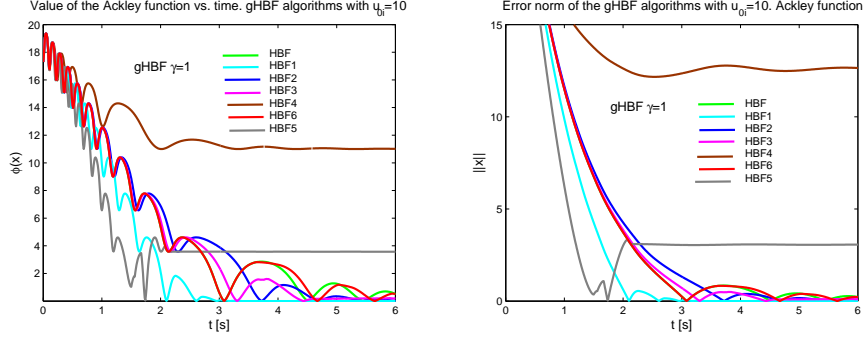 Value of the Ackley function vs. time. gHBF algorithms with u0i=10
20
18
16
14
12
10
8
6
4
2
ϕ(x)
gHBF γ=1
HBF
HBF1
HBF2
HBF3
HBF4
HBF6
HBF5
0 1 2 3 4 5 6
t [s]
Error norm of the gHBF algorithms with u0i=10. Ackley function
15
10
5
0
||x||
gHBF γ=1
HBF
HBF1
HBF2
HBF3
HBF4
HBF6
HBF5
0 1 2 3 4 5 6
t [s]